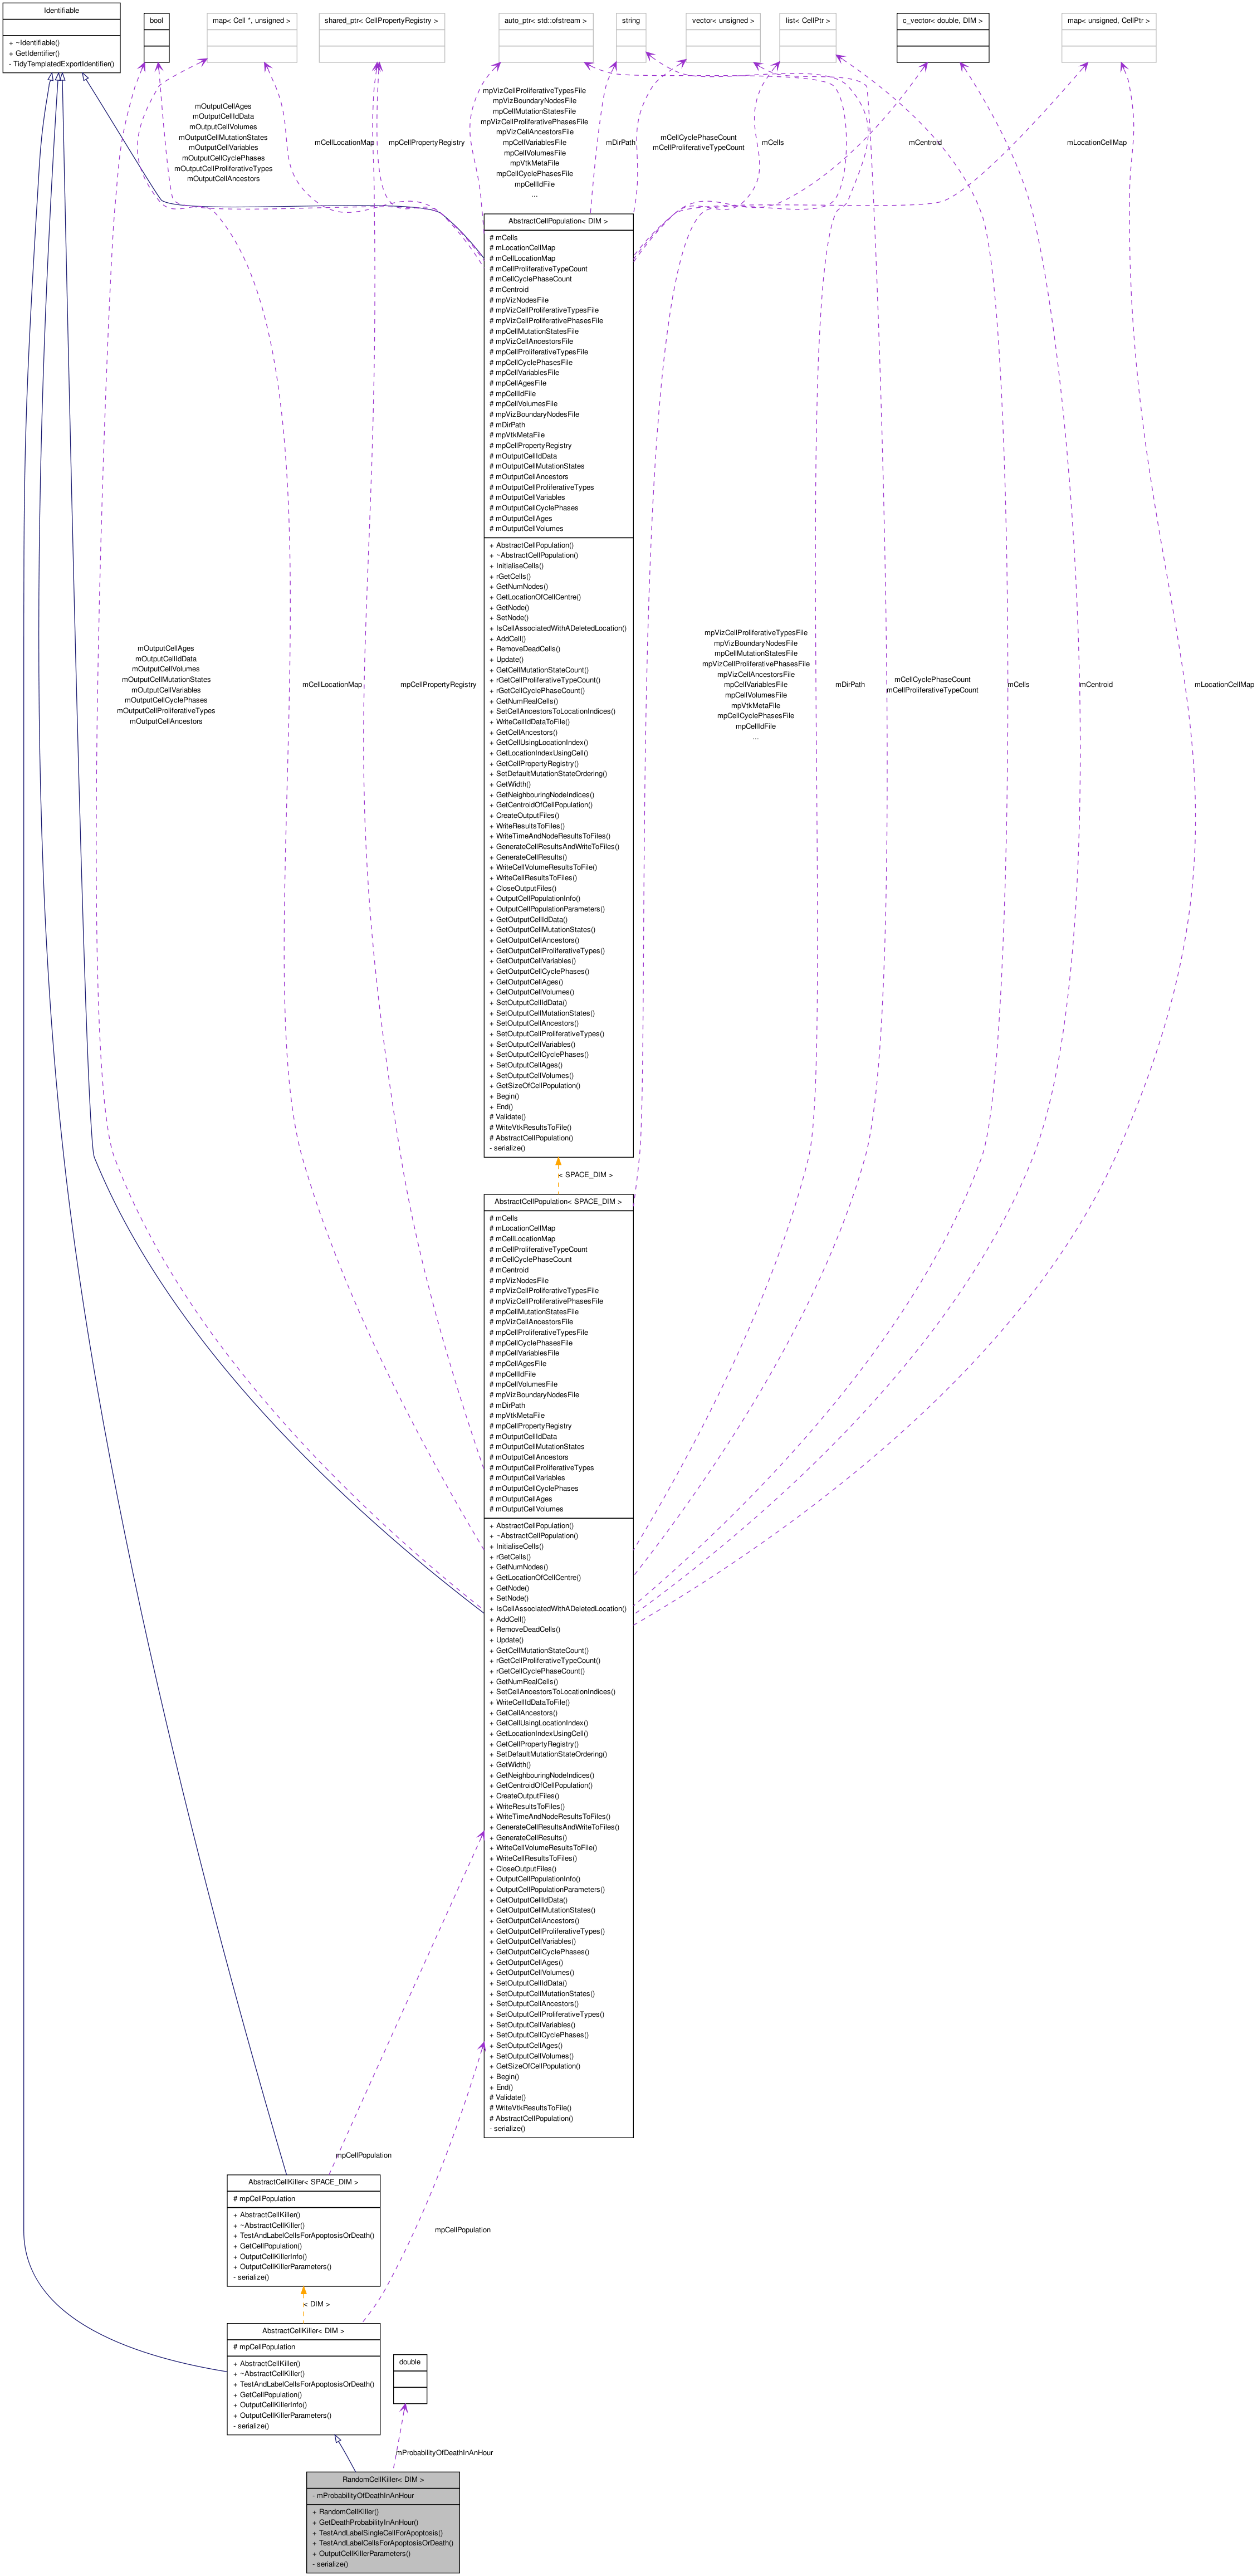 Identifiable
+ ~Identifiable()
+ GetIdentifier()
- TidyTemplatedExportIdentifier()
bool
map< Cell *, unsigned >
shared_ptr< CellPropertyRegistry >
auto_ptr< std::ofstream >
string
vector< unsigned >
list< CellPtr >
c_vector< double, DIM >
map< unsigned, CellPtr >
mOutputCellAges
mOutputCellIdData
mOutputCellVolumes
mOutputCellMutationStates
mOutputCellVariables
mOutputCellCyclePhases
mOutputCellProliferativeTypes
mOutputCellAncestors
mCellLocationMap
mpCellPropertyRegistry
mpVizCellProliferativeTypesFile
mpVizBoundaryNodesFile
mpCellMutationStatesFile
mpVizCellProliferativePhasesFile
mpVizCellAncestorsFile
mpCellVariablesFile
mpCellVolumesFile
mpVtkMetaFile
mpCellCyclePhasesFile
mpCellIdFile
...
mDirPath
mCellCyclePhaseCount
mCellProliferativeTypeCount
mCells
mCentroid
mLocationCellMap
AbstractCellPopulation< DIM >
# mCells
# mLocationCellMap
# mCellLocationMap
# mCellProliferativeTypeCount
# mCellCyclePhaseCount
# mCentroid
# mpVizNodesFile
# mpVizCellProliferativeTypesFile
# mpVizCellProliferativePhasesFile
# mpCellMutationStatesFile
# mpVizCellAncestorsFile
# mpCellProliferativeTypesFile
# mpCellCyclePhasesFile
# mpCellVariablesFile
# mpCellAgesFile
# mpCellIdFile
# mpCellVolumesFile
# mpVizBoundaryNodesFile
# mDirPath
# mpVtkMetaFile
# mpCellPropertyRegistry
# mOutputCellIdData
# mOutputCellMutationStates
# mOutputCellAncestors
# mOutputCellProliferativeTypes
# mOutputCellVariables
# mOutputCellCyclePhases
# mOutputCellAges
# mOutputCellVolumes
+ AbstractCellPopulation()
+ ~AbstractCellPopulation()
+ InitialiseCells()
+ rGetCells()
+ GetNumNodes()
+ GetLocationOfCellCentre()
+ GetNode()
+ SetNode()
+ IsCellAssociatedWithADeletedLocation()
+ AddCell()
+ RemoveDeadCells()
+ Update()
+ GetCellMutationStateCount()
+ rGetCellProliferativeTypeCount()
+ rGetCellCyclePhaseCount()
+ GetNumRealCells()
+ SetCellAncestorsToLocationIndices()
+ WriteCellIdDataToFile()
+ GetCellAncestors()
+ GetCellUsingLocationIndex()
+ GetLocationIndexUsingCell()
+ GetCellPropertyRegistry()
+ SetDefaultMutationStateOrdering()
+ GetWidth()
+ GetNeighbouringNodeIndices()
+ GetCentroidOfCellPopulation()
+ CreateOutputFiles()
+ WriteResultsToFiles()
+ WriteTimeAndNodeResultsToFiles()
+ GenerateCellResultsAndWriteToFiles()
+ GenerateCellResults()
+ WriteCellVolumeResultsToFile()
+ WriteCellResultsToFiles()
+ CloseOutputFiles()
+ OutputCellPopulationInfo()
+ OutputCellPopulationParameters()
+ GetOutputCellIdData()
+ GetOutputCellMutationStates()
+ GetOutputCellAncestors()
+ GetOutputCellProliferativeTypes()
+ GetOutputCellVariables()
+ GetOutputCellCyclePhases()
+ GetOutputCellAges()
+ GetOutputCellVolumes()
+ SetOutputCellIdData()
+ SetOutputCellMutationStates()
+ SetOutputCellAncestors()
+ SetOutputCellProliferativeTypes()
+ SetOutputCellVariables()
+ SetOutputCellCyclePhases()
+ SetOutputCellAges()
+ SetOutputCellVolumes()
+ GetSizeOfCellPopulation()
+ Begin()
+ End()
# Validate()
# WriteVtkResultsToFile()
# AbstractCellPopulation()
- serialize()
mOutputCellAges
mOutputCellIdData
mOutputCellVolumes
mOutputCellMutationStates
mOutputCellVariables
mOutputCellCyclePhases
mOutputCellProliferativeTypes
mOutputCellAncestors
mCellLocationMap
mpCellPropertyRegistry
mpVizCellProliferativeTypesFile
mpVizBoundaryNodesFile
mpCellMutationStatesFile
mpVizCellProliferativePhasesFile
mpVizCellAncestorsFile
mpCellVariablesFile
mpCellVolumesFile
mpVtkMetaFile
mpCellCyclePhasesFile
mpCellIdFile
...
mDirPath
mCellCyclePhaseCount
mCellProliferativeTypeCount
mCells
mCentroid
mLocationCellMap
< SPACE_DIM >
AbstractCellPopulation< SPACE_DIM >
# mCells
# mLocationCellMap
# mCellLocationMap
# mCellProliferativeTypeCount
# mCellCyclePhaseCount
# mCentroid
# mpVizNodesFile
# mpVizCellProliferativeTypesFile
# mpVizCellProliferativePhasesFile
# mpCellMutationStatesFile
# mpVizCellAncestorsFile
# mpCellProliferativeTypesFile
# mpCellCyclePhasesFile
# mpCellVariablesFile
# mpCellAgesFile
# mpCellIdFile
# mpCellVolumesFile
# mpVizBoundaryNodesFile
# mDirPath
# mpVtkMetaFile
# mpCellPropertyRegistry
# mOutputCellIdData
# mOutputCellMutationStates
# mOutputCellAncestors
# mOutputCellProliferativeTypes
# mOutputCellVariables
# mOutputCellCyclePhases
# mOutputCellAges
# mOutputCellVolumes
+ AbstractCellPopulation()
+ ~AbstractCellPopulation()
+ InitialiseCells()
+ rGetCells()
+ GetNumNodes()
+ GetLocationOfCellCentre()
+ GetNode()
+ SetNode()
+ IsCellAssociatedWithADeletedLocation()
+ AddCell()
+ RemoveDeadCells()
+ Update()
+ GetCellMutationStateCount()
+ rGetCellProliferativeTypeCount()
+ rGetCellCyclePhaseCount()
+ GetNumRealCells()
+ SetCellAncestorsToLocationIndices()
+ WriteCellIdDataToFile()
+ GetCellAncestors()
+ GetCellUsingLocationIndex()
+ GetLocationIndexUsingCell()
+ GetCellPropertyRegistry()
+ SetDefaultMutationStateOrdering()
+ GetWidth()
+ GetNeighbouringNodeIndices()
+ GetCentroidOfCellPopulation()
+ CreateOutputFiles()
+ WriteResultsToFiles()
+ WriteTimeAndNodeResultsToFiles()
+ GenerateCellResultsAndWriteToFiles()
+ GenerateCellResults()
+ WriteCellVolumeResultsToFile()
+ WriteCellResultsToFiles()
+ CloseOutputFiles()
+ OutputCellPopulationInfo()
+ OutputCellPopulationParameters()
+ GetOutputCellIdData()
+ GetOutputCellMutationStates()
+ GetOutputCellAncestors()
+ GetOutputCellProliferativeTypes()
+ GetOutputCellVariables()
+ GetOutputCellCyclePhases()
+ GetOutputCellAges()
+ GetOutputCellVolumes()
+ SetOutputCellIdData()
+ SetOutputCellMutationStates()
+ SetOutputCellAncestors()
+ SetOutputCellProliferativeTypes()
+ SetOutputCellVariables()
+ SetOutputCellCyclePhases()
+ SetOutputCellAges()
+ SetOutputCellVolumes()
+ GetSizeOfCellPopulation()
+ Begin()
+ End()
# Validate()
# WriteVtkResultsToFile()
# AbstractCellPopulation()
- serialize()
mpCellPopulation
AbstractCellKiller< SPACE_DIM >
# mpCellPopulation
+ AbstractCellKiller()
+ ~AbstractCellKiller()
+ TestAndLabelCellsForApoptosisOrDeath()
+ GetCellPopulation()
+ OutputCellKillerInfo()
+ OutputCellKillerParameters()
- serialize()
mpCellPopulation
< DIM >
AbstractCellKiller< DIM >
# mpCellPopulation
+ AbstractCellKiller()
+ ~AbstractCellKiller()
+ TestAndLabelCellsForApoptosisOrDeath()
+ GetCellPopulation()
+ OutputCellKillerInfo()
+ OutputCellKillerParameters()
- serialize()
double
mProbabilityOfDeathInAnHour
RandomCellKiller< DIM >
- mProbabilityOfDeathInAnHour
+ RandomCellKiller()
+ GetDeathProbabilityInAnHour()
+ TestAndLabelSingleCellForApoptosis()
+ TestAndLabelCellsForApoptosisOrDeath()
+ OutputCellKillerParameters()
- serialize()